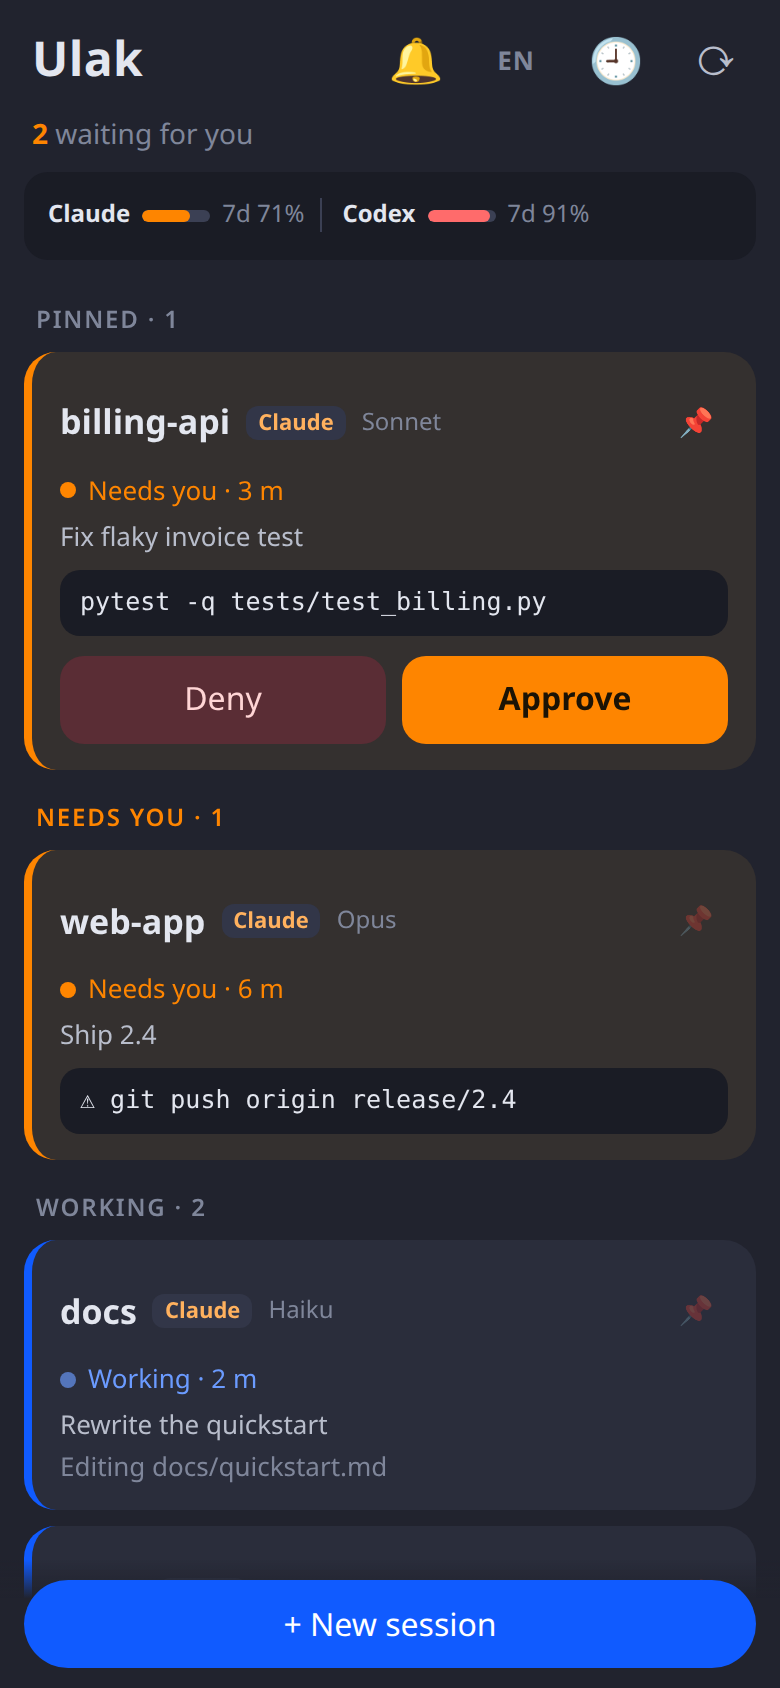 Ulak EN
2 waiting for you
Claude 7d 71% Codex 7d 91%
PINNED · 1
billing-api Claude Sonnet
Needs you · 3 m
Fix flaky invoice test
pytest -q tests/test_billing.py
Deny Approve
NEEDS YOU · 1
web-app Claude Opus
Needs you · 6 m
Ship 2.4
⚠ git push origin release/2.4
WORKING · 2
docs Claude Haiku
Working · 2 m
Rewrite the quickstart
Editing docs/quickstart.md
+ New session